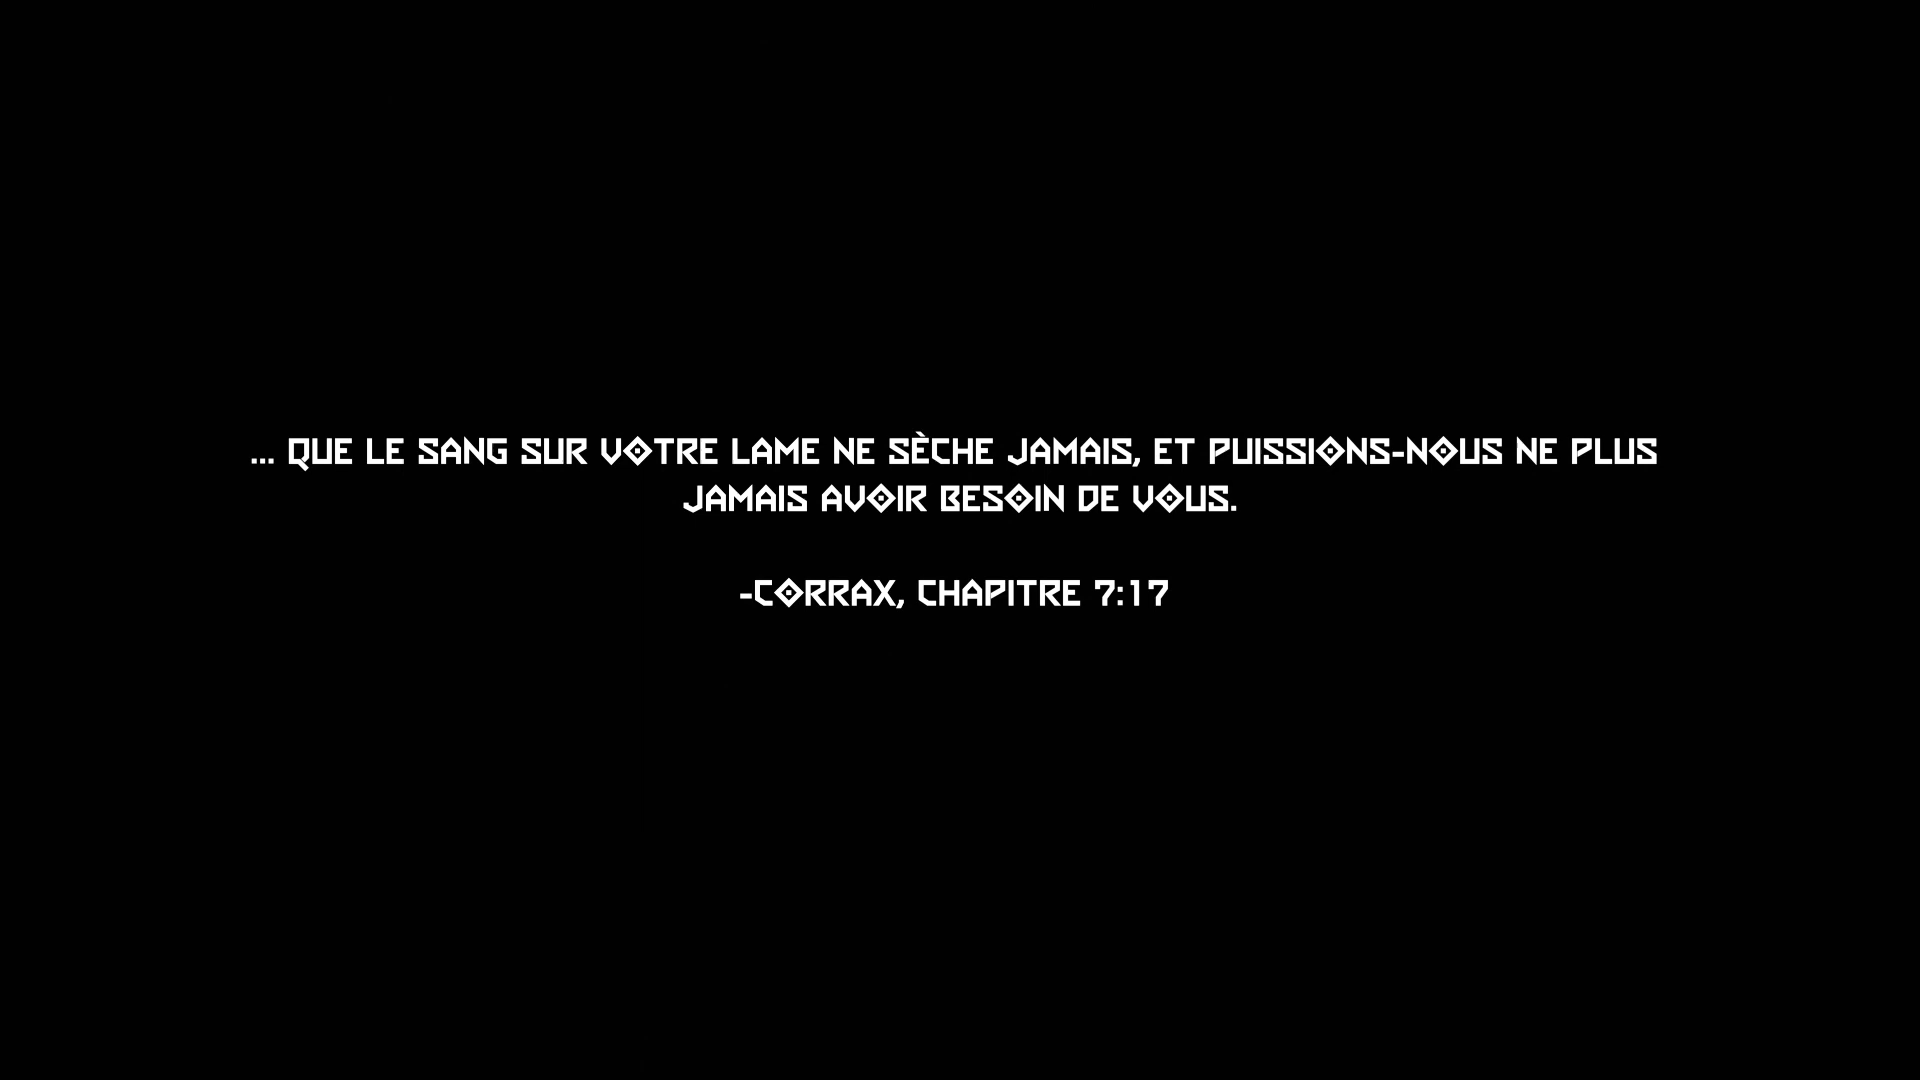 ... QUE LE SANG SUR VOTRE LAME NE SÈCHE JAMAIS, ET PUISSIONS-NOUS NE PLUS
JAMAIS AVOIR BESOIN DE VOUS.
-CORRAX, CHAPITRE 7:17